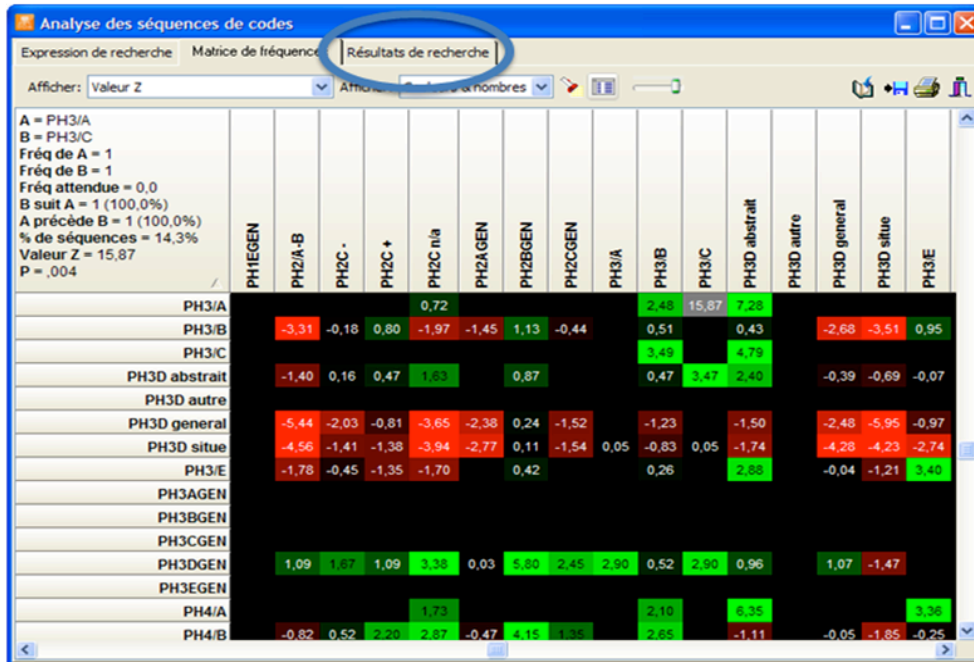 Analyse des séquences de codes
Expression de recherche Matrice de fréquence Résultats de recherche
Afficher: Valeur Z nombres
A = PH3/A
B = PH3/C
Fréq de A = 1
Fréq de B = 1
Fréq attendue = 0,0
B suit A = 1 (100,0%)
A précède B = 1 (100,0%)
% de séquences = 14,3%
Valeur Z = 15,87
P = ,004
PH1EGEN PH2/A-B PH2C - PH2C + PH2C n/a PH2AGEN PH2BGEN PH2CGEN PH3/A PH3/B PH3/C PH3D abstrait PH3D autre PH3D general PH3D situe PH3/E
PH3/A 0,72 2,48 15,87 7,28
PH3/B -3,31 -0,18 0,80 -1,97 -1,45 1,13 -0,44 0,51 0,43 -2,68 -3,51 0,95
PH3/C 3,49 4,79
PH3D abstrait -1,40 0,16 0,47 1,63 0,87 0,47 3,47 2,40 -0,39 -0,69 -0,07
PH3D autre
PH3D general -5,44 -2,03 -0,81 -3,65 -2,38 0,24 -1,52 -1,23 -1,50 -2,48 -5,95 -0,97
PH3D situe -4,56 -1,41 -1,38 -3,94 -2,77 0,11 -1,54 0,05 -0,83 0,05 -1,74 -4,28 -4,23 -2,74
PH3/E -1,78 -0,45 -1,35 -1,70 0,42 0,26 2,88 -0,04 -1,21 3,40
PH3AGEN
PH3BGEN
PH3CGEN
PH3DGEN 1,09 1,67 1,09 3,38 0,03 5,80 2,45 2,90 0,52 2,90 0,96 1,07 -1,47
PH3EGEN
PH4/A 1,73 2,10 6,35 3,36
PH4/B -0,82 0,52 2,20 2,87 -0,47 4,15 1,35 2,65 -1,11 -0,05 -1,85 -0,25